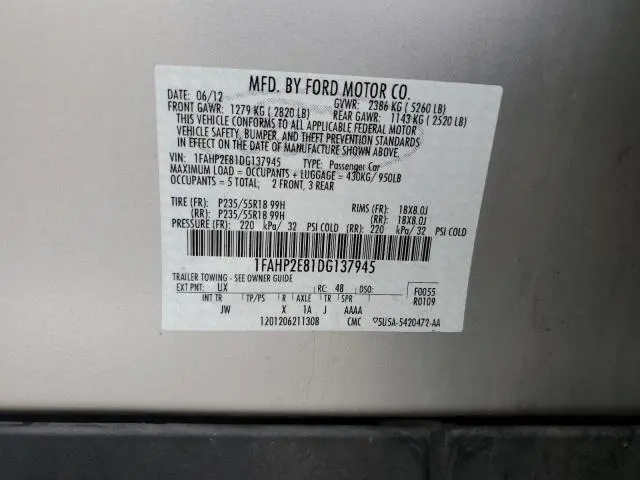 MFD. BY FORD MOTOR CO.
DATE: 06/12 GVWR: 2386 KG ( 5260 LB)
FRONT GAWR: 1279 KG ( 2820 LB) REAR GAWR: 1143 KG ( 2520 LB)
THIS VEHICLE CONFORMS TO ALL APPLICABLE FEDERAL MOTOR
VEHICLE SAFETY, BUMPER, AND THEFT PREVENTION STANDARDS
IN EFFECT ON THE DATE OF MANUFACTURE SHOWN ABOVE.
VIN: 1FAHP2E81DG137945 TYPE: Passenger Car
MAXIMUM LOAD = OCCUPANTS + LUGGAGE = 430KG/ 950LB
OCCUPANTS = 5 TOTAL; 2 FRONT, 3 REAR
TIRE (FR): P235/55R18 99H RIMS (FR): 18X8.0J
(RR): P235/55R18 99H (RR): 18X8.0J
PRESSURE (FR): 220 kPa/ 32 PSI COLD (RR): 220 kPa/ 32 PSI COLD
1FAHP2E81DG137945
TRAILER TOWING - SEE OWNER GUIDE
EXT PNT: UX RC: 48 DSO: F0055
INT TR TP/PS R AXLE TR SPR R0109
JW X 1A J AAAA
1201206211308 CMC ▽5U5A-5420472-AA